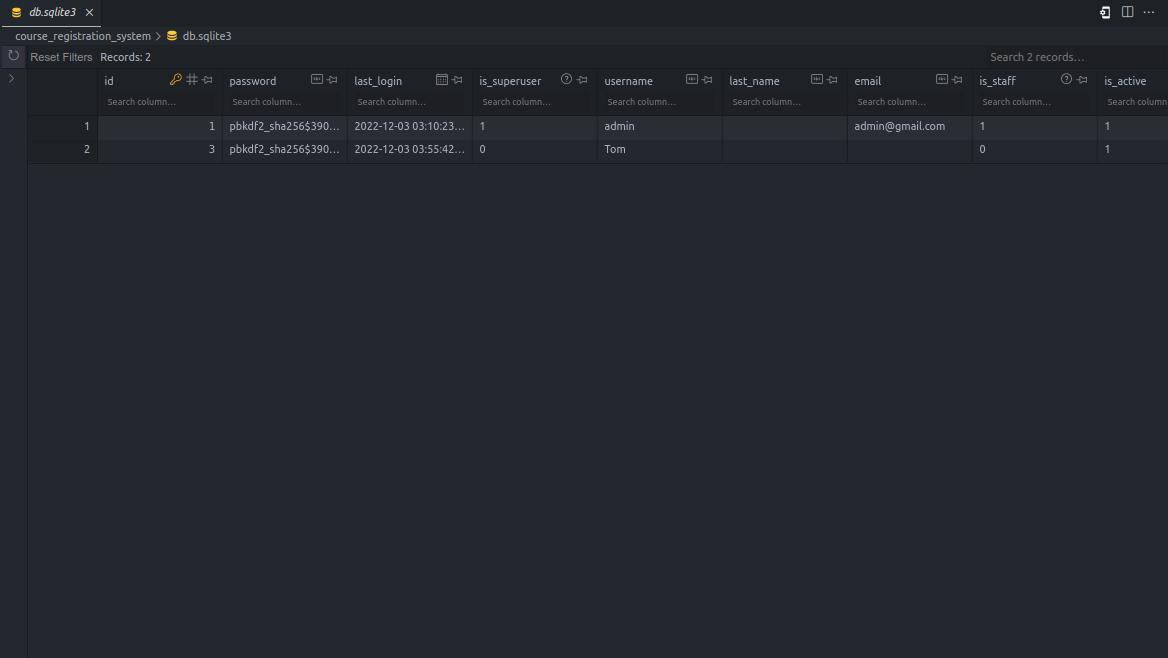 db.sqlite3
course_registration_system > db.sqlite3
Reset Filters Records: 2 Search 2 records...
id password last_login is_superuser username last_name email is_staff is_active
Search column... Search column... Search column... Search column... Search column... Search column... Search column... Search column... Search column
1 1 pbkdf2_sha256$390... 2022-12-03 03:10:23... 1 admin admin@gmail.com 1 1
2 3 pbkdf2_sha256$390... 2022-12-03 03:55:42... 0 Tom 0 1